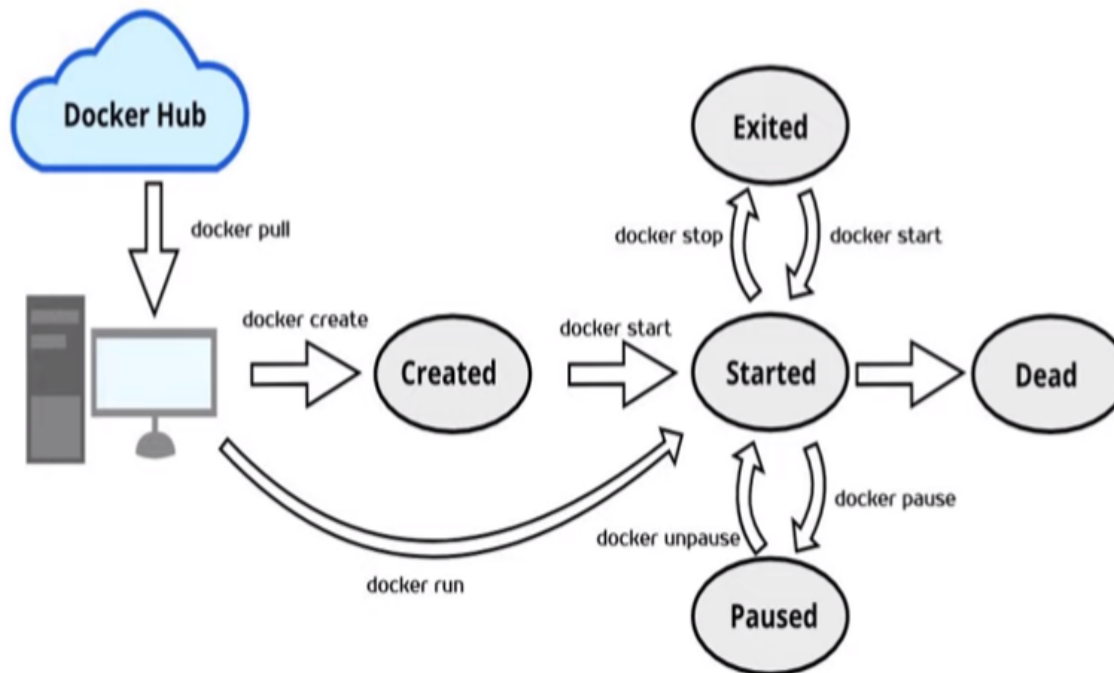 Docker Hub
docker pull
Exited
docker stop
docker start
docker create
Created
docker start
Started
Dead
docker run
docker unpause
docker pause
Paused